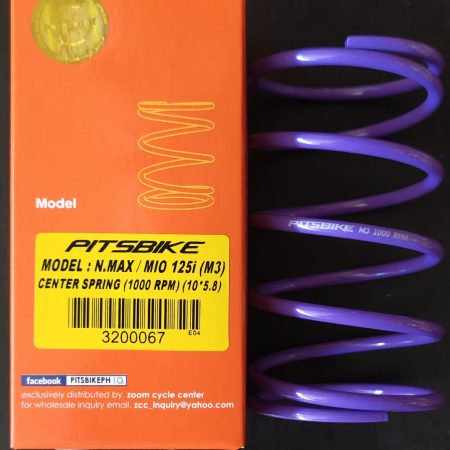 Model
PITSBIKE
MODEL : N.MAX / MIO 125i (M3)
CENTER SPRING (1000 RPM) (10*5.8)
3200067
E04
facebook PITSBIKEPH
exclusively distributed by: zoom cycle center
for wholesale inquiry email: zcc_inquiry@yahoo.com
PITSBIKE M3 1000 RPM